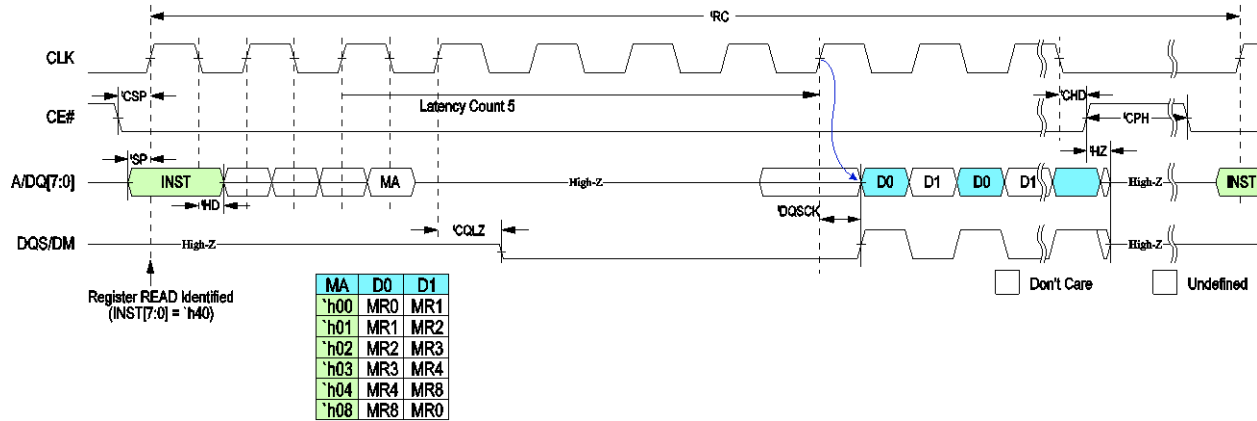 tRC
CLK
tCSP
Latency Count 5
tCHD
CE#
tCPH
tSP
tHZ
A/DQ[7:0]
INST
MA
High-Z
D0
D1
D0
D1
High-Z
INST
tHD
tCQLZ
tDQSCK
DQS/DM
High-Z
High-Z
Register READ Identified
(INST[7:0] = `h40)
Don't Care
Undefined
MA D0 D1
`h00 MR0 MR1
`h01 MR1 MR2
`h02 MR2 MR3
`h03 MR3 MR4
`h04 MR4 MR8
`h08 MR8 MR0